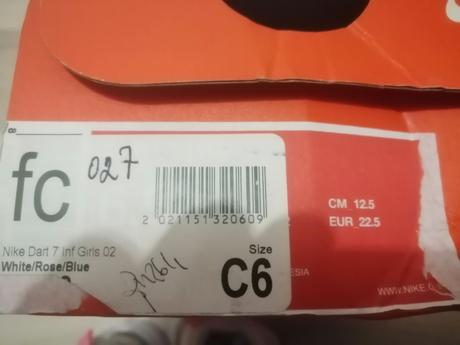 8
fc
027
2 021151 320609
Nike Dart 7 Inf Girls 02
White/Rose/Blue
Size
C6
CM 12.5
EUR 22.5
ESIA
WWW.NIKE.